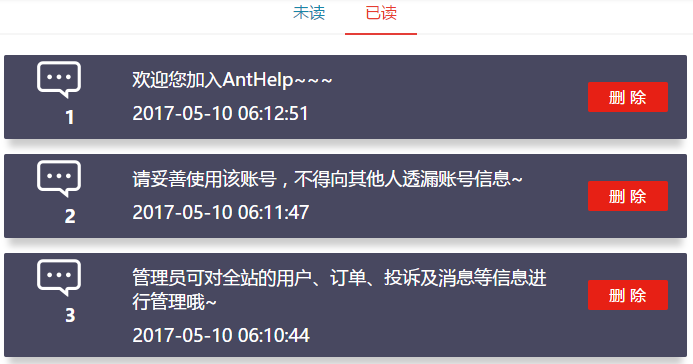 未读 已读
欢迎您加入AntHelp~~~
1
2017-05-10 06:12:51
删 除
请妥善使用该账号，不得向其他人透漏账号信息~
2
2017-05-10 06:11:47
删 除
管理员可对全站的用户、订单、投诉及消息等信息进
行管理哦~
3
2017-05-10 06:10:44
删 除